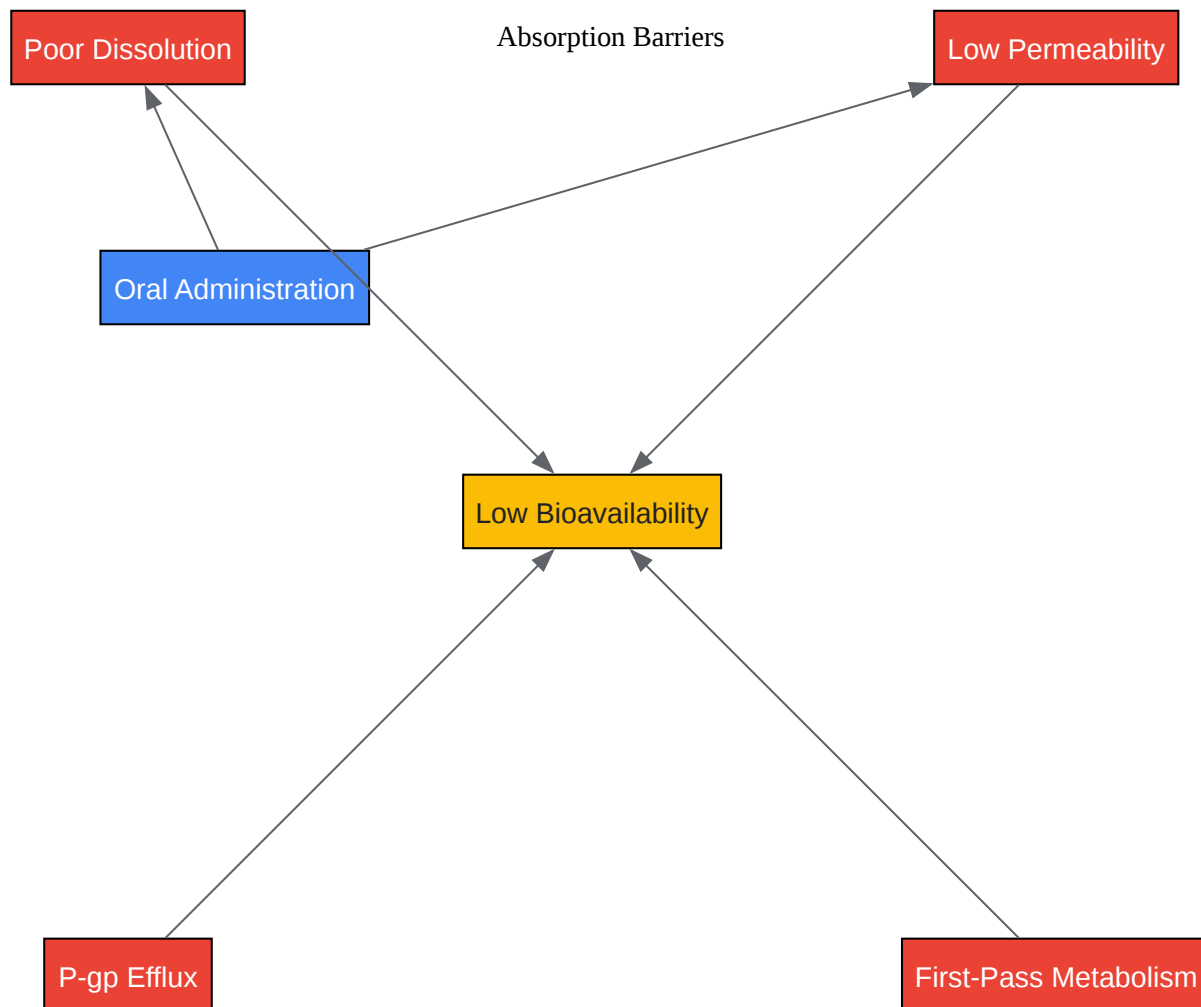 Absorption Barriers
Poor Dissolution
Low Permeability
Oral Administration
Low Bioavailability
P-gp Efflux
First-Pass Metabolism